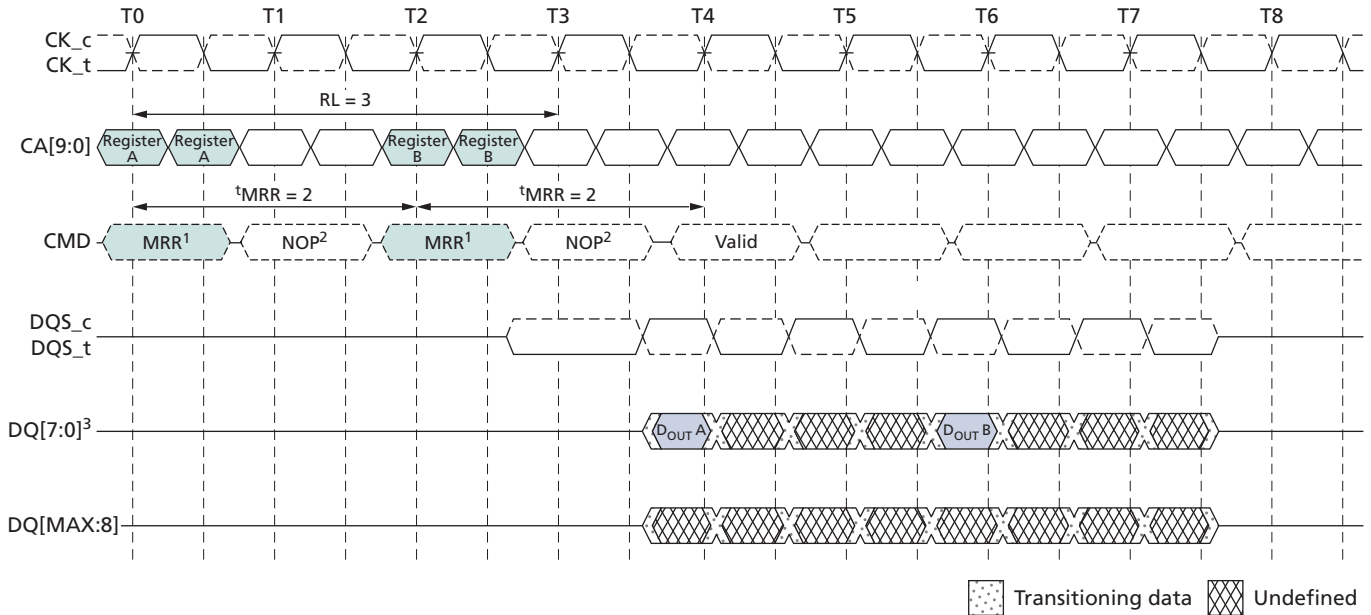 T0 T1 T2 T3 T4 T5 T6 T7 T8
CK_c
CK_t
RL = 3
CA[9:0] Register A Register A Register B Register B
tMRR = 2 tMRR = 2
CMD MRR1 NOP2 MRR1 NOP2 Valid
DQS_c
DQS_t
DQ[7:0]3 DOUT A DOUT B
DQ[MAX:8]
Transitioning data Undefined